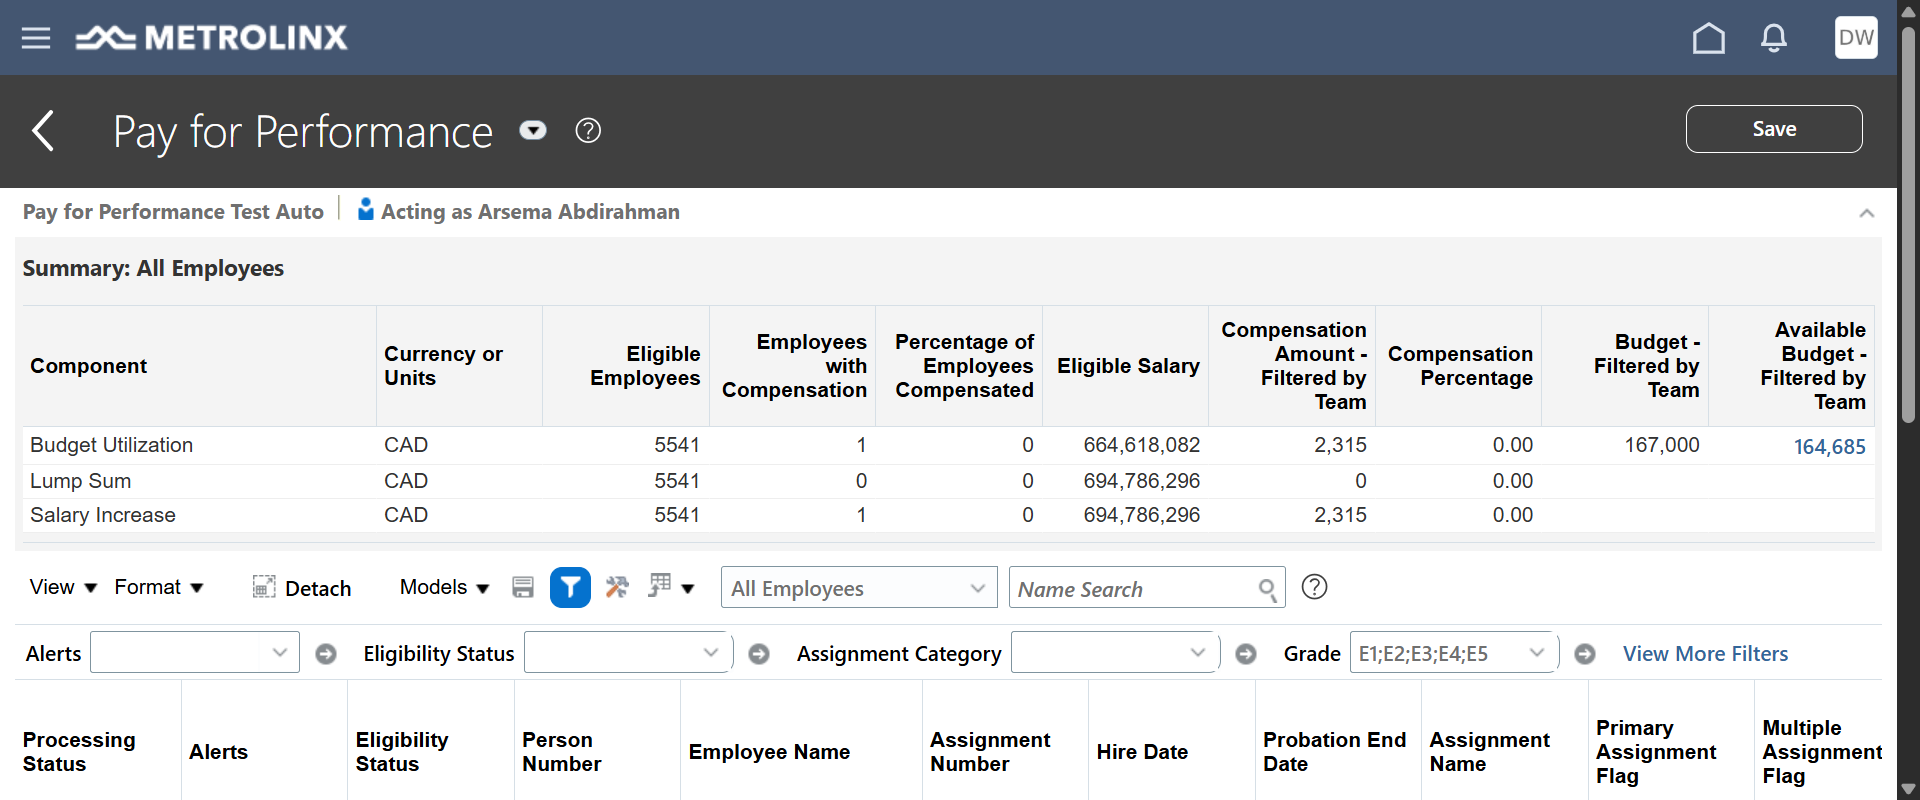 METROLINX
DW
Pay for Performance
Save
Pay for Performance Test Auto
Acting as Arsema Abdirahman
Summary: All Employees
Component
Currency or
Units
Eligible
Employees
Employees
with
Compensation
Percentage of
Employees
Compensated
Eligible Salary
Compensation
Amount -
Filtered by
Team
Compensation
Percentage
Budget -
Filtered by
Team
Available
Budget -
Filtered by
Team
Budget Utilization CAD 5541 1 0 664,618,082 2,315 0.00 167,000 164,685
Lump Sum CAD 5541 0 0 694,786,296 0 0.00
Salary Increase CAD 5541 1 0 694,786,296 2,315 0.00
View Format Detach Models All Employees Name Search ?
Alerts Eligibility Status Assignment Category Grade E1;E2;E3;E4;E5 View More Filters
Processing
Status
Alerts
Eligibility
Status
Person
Number
Employee Name
Assignment
Number
Hire Date
Probation End
Date
Assignment
Name
Primary
Assignment
Flag
Multiple
Assignment
Flag